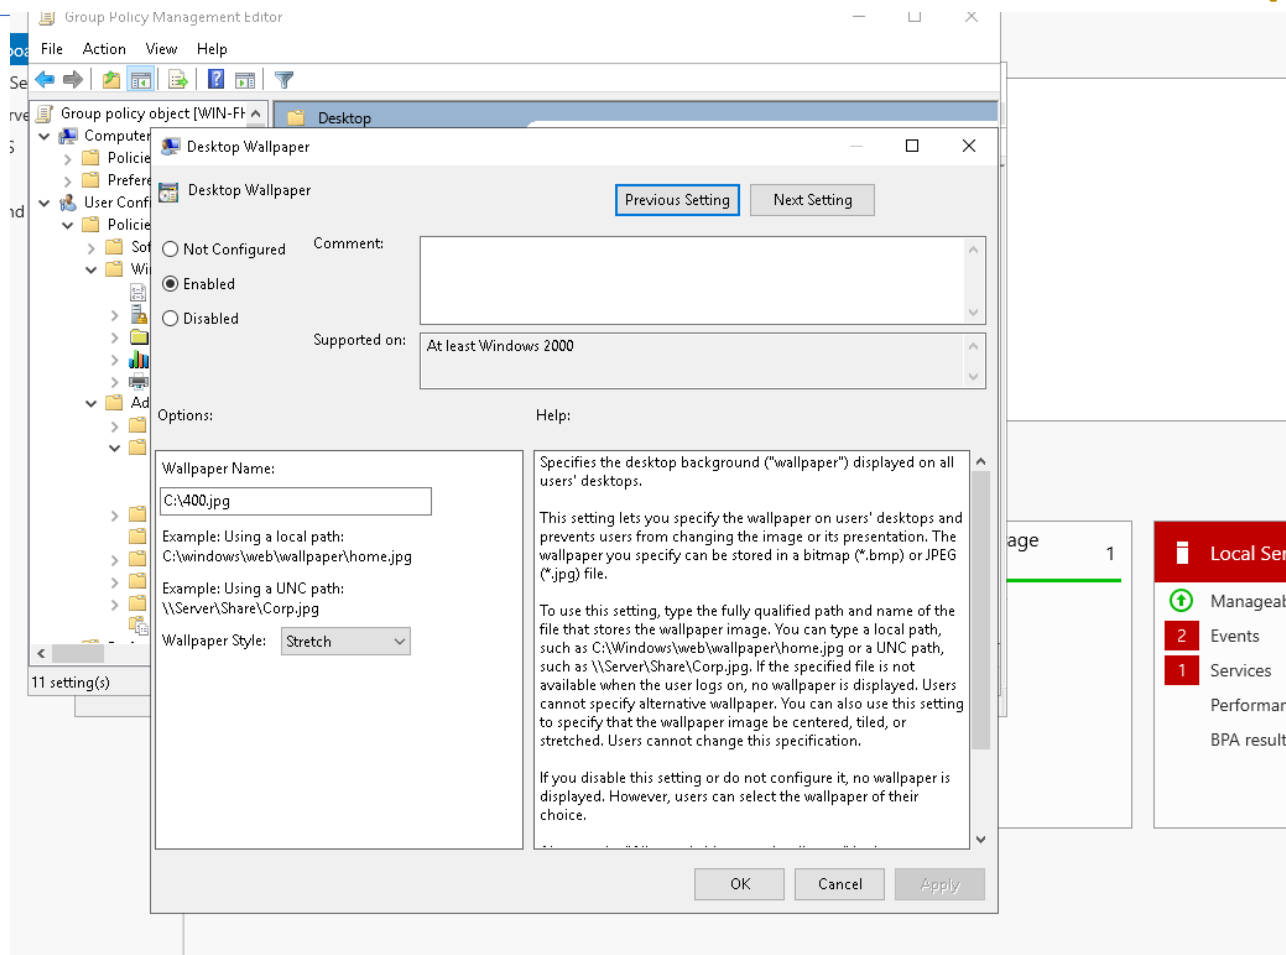 Group Policy Management Editor
File Action View Help
Group policy object [WIN-FH
Desktop
Computer
Policie
Prefere
User Confi
Policie
Sof
Wi
Ad
11 setting(s)
Desktop Wallpaper
Desktop Wallpaper
Previous Setting
Next Setting
Not Configured
Enabled
Disabled
Comment:
Supported on:
At least Windows 2000
Options:
Help:
Wallpaper Name:
C:\400.jpg
Example: Using a local path:
C:\windows\web\wallpaper\home.jpg
Example: Using a UNC path:
\\Server\Share\Corp.jpg
Wallpaper Style:
Stretch
Specifies the desktop background ("wallpaper") displayed on all
users' desktops.
This setting lets you specify the wallpaper on users' desktops and
prevents users from changing the image or its presentation. The
wallpaper you specify can be stored in a bitmap (*.bmp) or JPEG
(*.jpg) file.
To use this setting, type the fully qualified path and name of the
file that stores the wallpaper image. You can type a local path,
such as C:\Windows\web\wallpaper\home.jpg or a UNC path,
such as \\Server\Share\Corp.jpg. If the specified file is not
available when the user logs on, no wallpaper is displayed. Users
cannot specify alternative wallpaper. You can also use this setting
to specify that the wallpaper image be centered, tiled, or
stretched. Users cannot change this specification.
If you disable this setting or do not configure it, no wallpaper is
displayed. However, users can select the wallpaper of their
choice.
OK
Cancel
Apply
age
1
Local Ser
Manageab
2 Events
1 Services
Performan
BPA result